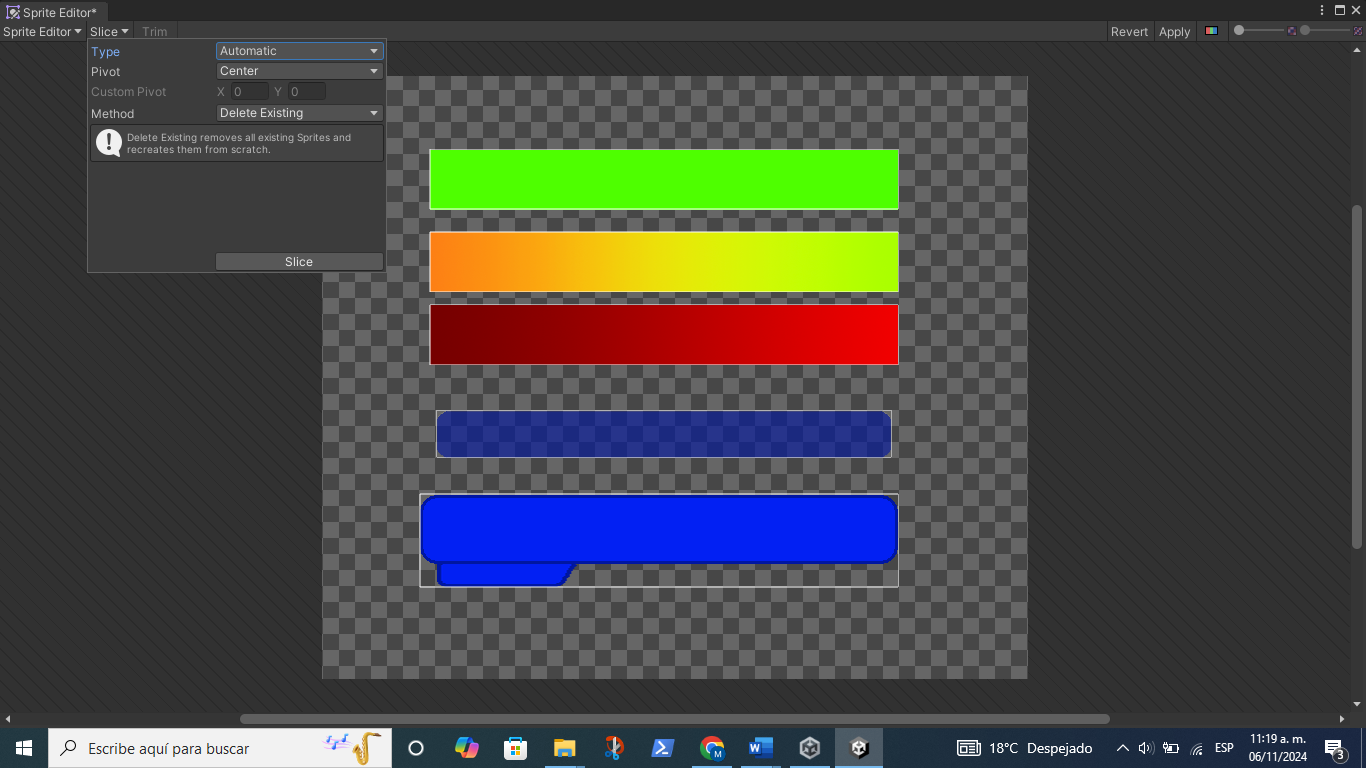 Sprite Editor*
Sprite Editor Slice Trim Revert Apply
Type Automatic
Pivot Center
Custom Pivot X 0 Y 0
Method Delete Existing
Delete Existing removes all existing Sprites and
recreates them from scratch.
Slice
Escribe aquí para buscar
M
W
18°C Despejado
ESP
11:19 a. m.
06/11/2024
3